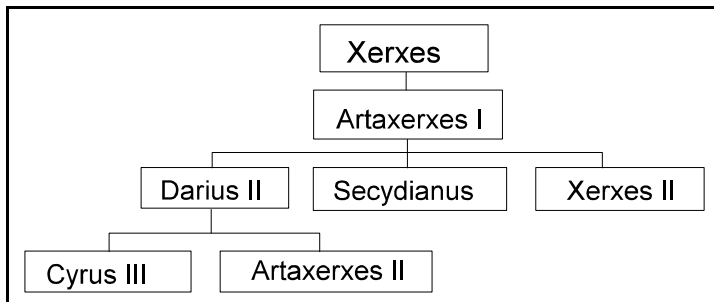 Xerxes
Artaxerxes I
Darius II
Secydianus
Xerxes II
Cyrus III
Artaxerxes II